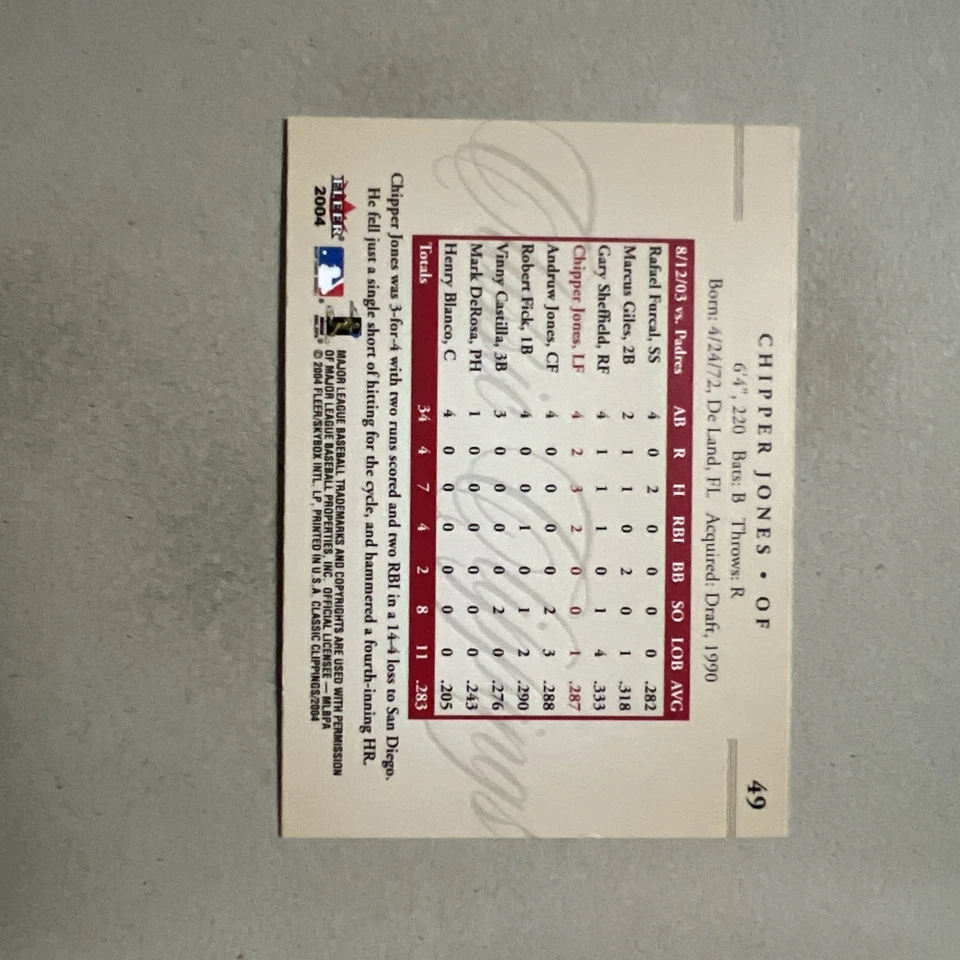 49
CHIPPER JONES • OF
6'4", 220 Bats: B Throws: R
Born: 4/24/72, De Land, FL Acquired: Draft, 1990
8/12/03 vs. Padres AB R H RBI BB SO LOB AVG
Rafael Furcal, SS 4 0 2 0 0 0 0 .282
Marcus Giles, 2B 2 1 1 0 2 0 1 .318
Gary Sheffield, RF 4 1 1 1 0 1 4 .333
Chipper Jones, LF 4 2 3 2 0 0 1 .287
Andruw Jones, CF 4 0 0 0 0 2 3 .288
Robert Fick, 1B 4 0 0 1 0 1 2 .290
Vinny Castilla, 3B 3 0 0 0 0 2 0 .276
Mark DeRosa, PH 1 0 0 0 0 0 0 .243
Henry Blanco, C 4 0 0 0 0 0 0 .205
Totals 34 4 7 4 2 8 11 .283
Classic Clippings
Chipper Jones was 3-for-4 with two runs scored and two RBI in a 14-4 loss to San Diego.
He fell just a single short of hitting for the cycle, and hammered a fourth-inning HR.
FLEER
2004
MAJOR LEAGUE BASEBALL TRADEMARKS AND COPYRIGHTS ARE USED WITH PERMISSION
OF MAJOR LEAGUE BASEBALL PROPERTIES, INC. OFFICIAL LICENSEE — MLBPA
© 2004 FLEER/SKYBOX INTL. LP, PRINTED IN U.S.A. CLASSIC CLIPPINGS/2004